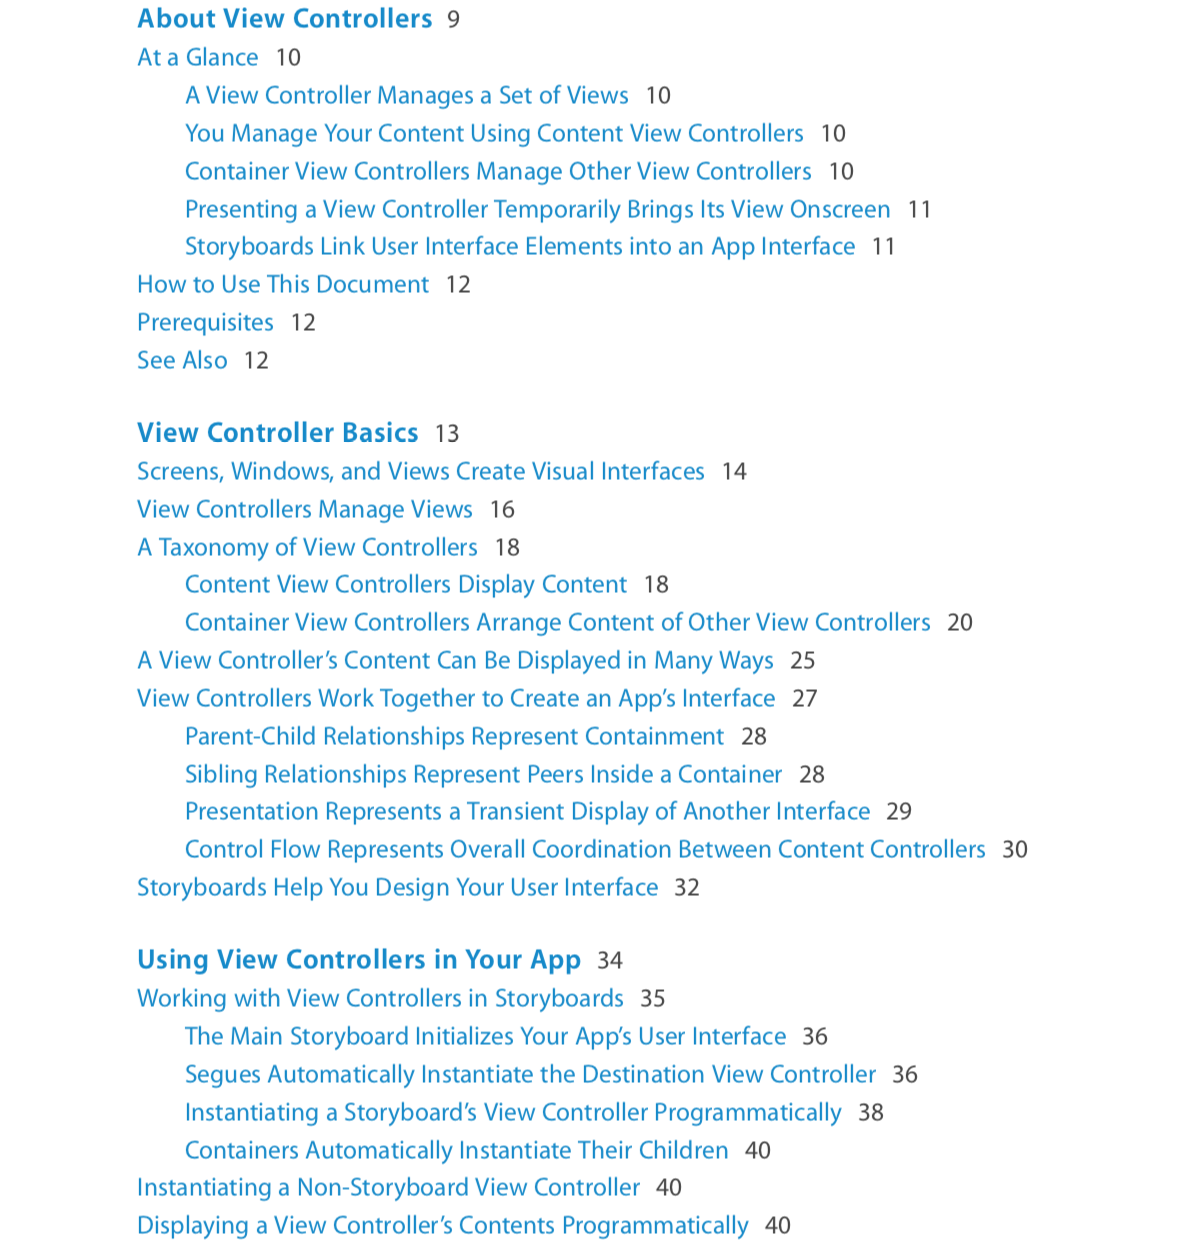 About View Controllers 9
At a Glance 10
A View Controller Manages a Set of Views 10
You Manage Your Content Using Content View Controllers 10
Container View Controllers Manage Other View Controllers 10
Presenting a View Controller Temporarily Brings Its View Onscreen 11
Storyboards Link User Interface Elements into an App Interface 11
How to Use This Document 12
Prerequisites 12
See Also 12
View Controller Basics 13
Screens, Windows, and Views Create Visual Interfaces 14
View Controllers Manage Views 16
A Taxonomy of View Controllers 18
Content View Controllers Display Content 18
Container View Controllers Arrange Content of Other View Controllers 20
A View Controller’s Content Can Be Displayed in Many Ways 25
View Controllers Work Together to Create an App’s Interface 27
Parent-Child Relationships Represent Containment 28
Sibling Relationships Represent Peers Inside a Container 28
Presentation Represents a Transient Display of Another Interface 29
Control Flow Represents Overall Coordination Between Content Controllers 30
Storyboards Help You Design Your User Interface 32
Using View Controllers in Your App 34
Working with View Controllers in Storyboards 35
The Main Storyboard Initializes Your App’s User Interface 36
Segues Automatically Instantiate the Destination View Controller 36
Instantiating a Storyboard’s View Controller Programmatically 38
Containers Automatically Instantiate Their Children 40
Instantiating a Non-Storyboard View Controller 40
Displaying a View Controller’s Contents Programmatically 40